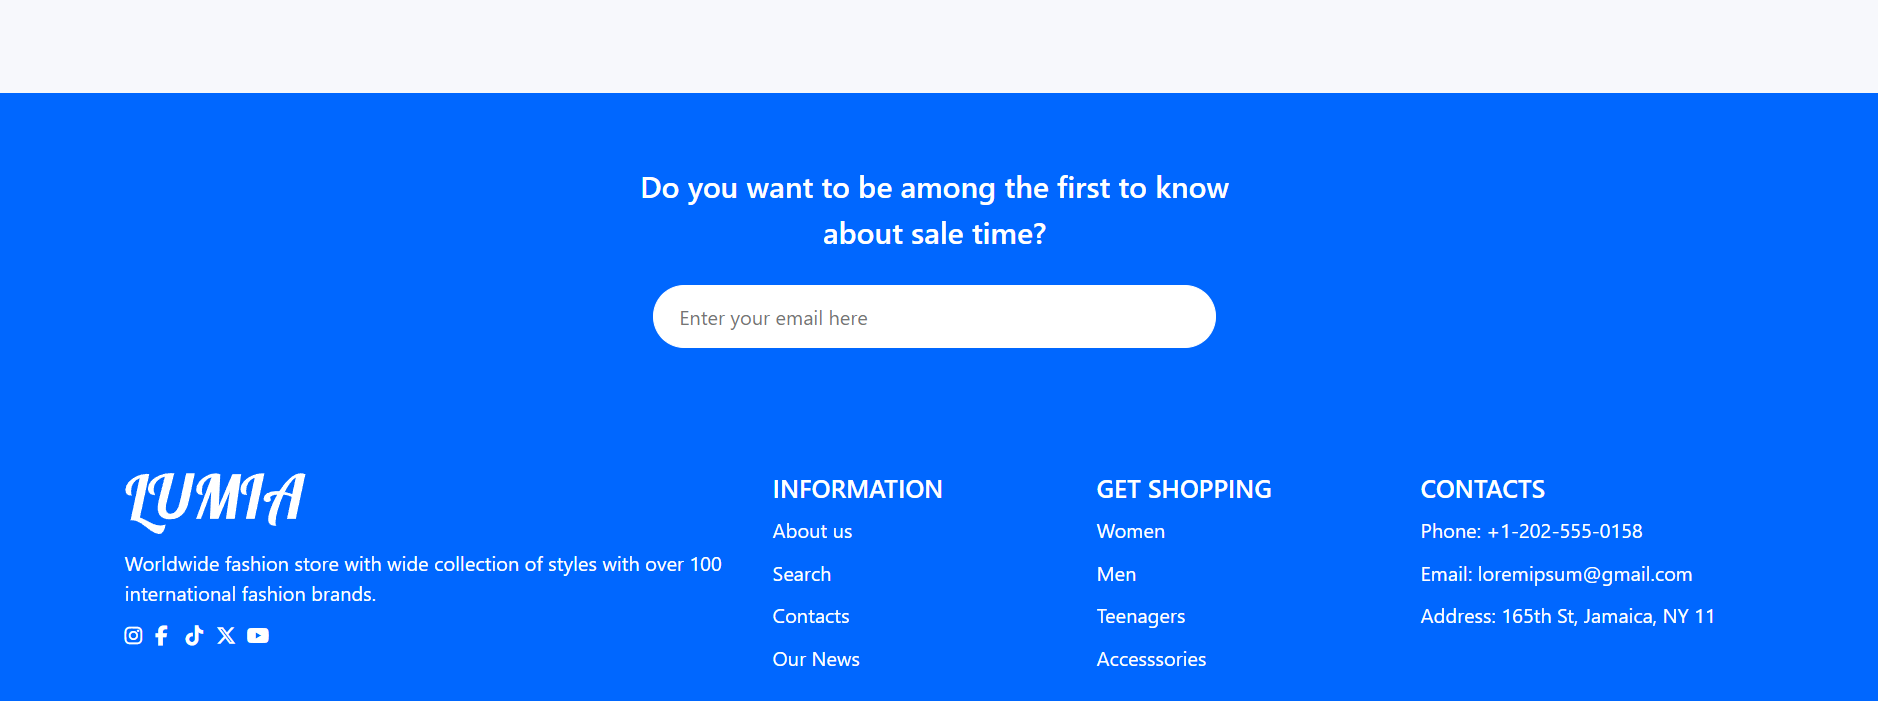 Do you want to be among the first to know
about sale time?
Enter your email here
LUMIA
Worldwide fashion store with wide collection of styles with over 100
international fashion brands.
INFORMATION
About us
Search
Contacts
Our News
GET SHOPPING
Women
Men
Teenagers
Accesssories
CONTACTS
Phone: +1-202-555-0158
Email: loremipsum@gmail.com
Address: 165th St, Jamaica, NY 11